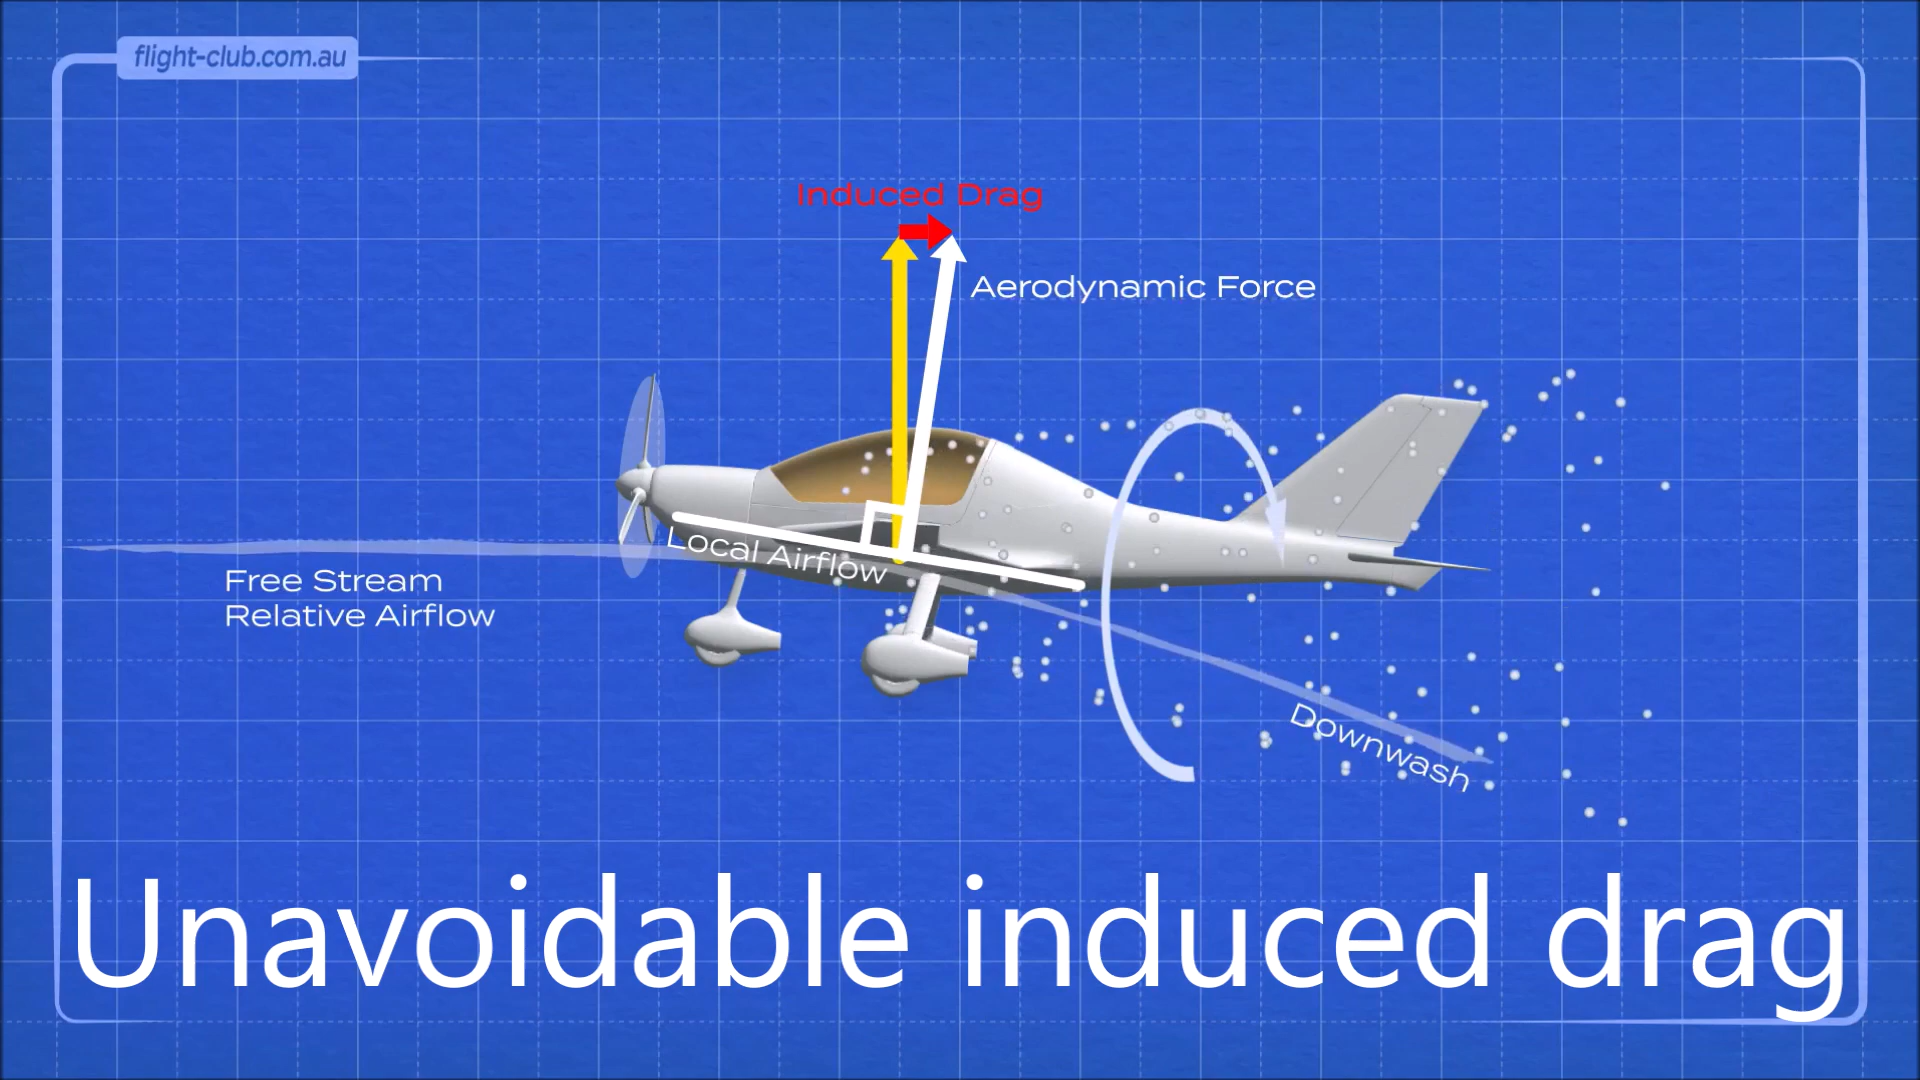 flight-club.com.au
Induced Drag
Aerodynamic Force
Local Airflow
Free Stream
Relative Airflow
Downwash
Unavoidable induced drag